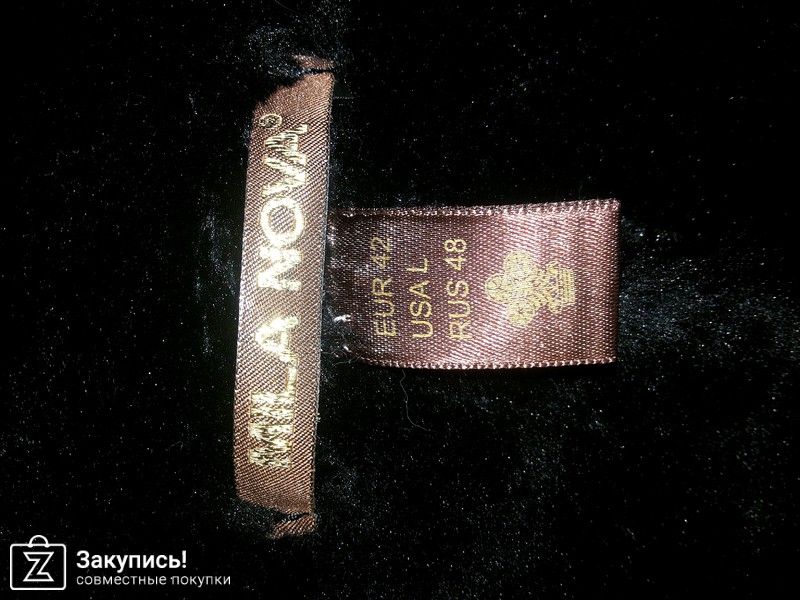 MILA NOVA®
EUR 42
USA L
RUS 48
Закупись!
совместные покупки